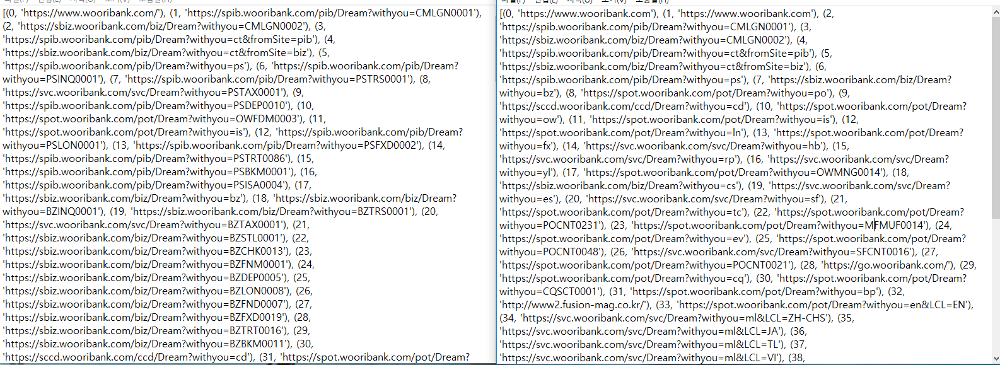 [(0, 'https://www.wooribank.com/'), (1, 'https://spib.wooribank.com/pib/Dream?withyou=CMLGN0001'),
(2, 'https://sbiz.wooribank.com/biz/Dream?withyou=CMLGN0002'), (3,
'https://spib.wooribank.com/pib/Dream?withyou=ct&fromSite=pib'), (4,
'https://sbiz.wooribank.com/biz/Dream?withyou=ct&fromSite=biz'), (5,
'https://spib.wooribank.com/pib/Dream?withyou=ps'), (6, 'https://spib.wooribank.com/pib/Dream?
withyou=PSINQ0001'), (7, 'https://spib.wooribank.com/pib/Dream?withyou=PSTRS0001'), (8,
'https://svc.wooribank.com/svc/Dream?withyou=PSTAX0001'), (9,
'https://spib.wooribank.com/pib/Dream?withyou=PSDEP0010'), (10,
'https://spot.wooribank.com/pot/Dream?withyou=OWFDM0003'), (11,
'https://spot.wooribank.com/pot/Dream?withyou=is'), (12, 'https://spib.wooribank.com/pib/Dream?
withyou=PSLON0001'), (13, 'https://spib.wooribank.com/pib/Dream?withyou=PSFXD0002'), (14,
'https://spib.wooribank.com/pib/Dream?withyou=PSTRT0086'), (15,
'https://spib.wooribank.com/pib/Dream?withyou=PSBKM0001'), (16,
'https://spib.wooribank.com/pib/Dream?withyou=PSISA0004'), (17,
'https://sbiz.wooribank.com/biz/Dream?withyou=bz'), (18, 'https://sbiz.wooribank.com/biz/Dream?
withyou=BZINQ0001'), (19, 'https://sbiz.wooribank.com/biz/Dream?withyou=BZTRS0001'), (20,
'https://svc.wooribank.com/svc/Dream?withyou=BZTAX0001'), (21,
'https://sbiz.wooribank.com/biz/Dream?withyou=BZSTL0001'), (22,
'https://sbiz.wooribank.com/biz/Dream?withyou=BZCHK0013'), (23,
'https://sbiz.wooribank.com/biz/Dream?withyou=BZFNM0001'), (24,
'https://sbiz.wooribank.com/biz/Dream?withyou=BZDEP0005'), (25,
'https://sbiz.wooribank.com/biz/Dream?withyou=BZLON0008'), (26,
'https://sbiz.wooribank.com/biz/Dream?withyou=BZFND0007'), (27,
'https://sbiz.wooribank.com/biz/Dream?withyou=BZFXD0019'), (28,
'https://sbiz.wooribank.com/biz/Dream?withyou=BZTRT0016'), (29,
'https://sbiz.wooribank.com/biz/Dream?withyou=BZBKM0011'), (30,
'https://sccd.wooribank.com/ccd/Dream?withyou=cd'), (31, 'https://spot.wooribank.com/pot/Dream?
[(0, 'https://www.wooribank.com'), (1, 'https://www.wooribank.com'), (2,
'https://spib.wooribank.com/pib/Dream?withyou=CMLGN0001'), (3,
'https://sbiz.wooribank.com/biz/Dream?withyou=CMLGN0002'), (4,
'https://spib.wooribank.com/pib/Dream?withyou=ct&fromSite=pib'), (5,
'https://sbiz.wooribank.com/biz/Dream?withyou=ct&fromSite=biz'), (6,
'https://spib.wooribank.com/pib/Dream?withyou=ps'), (7, 'https://sbiz.wooribank.com/biz/Dream?
withyou=bz'), (8, 'https://spot.wooribank.com/pot/Dream?withyou=po'), (9,
'https://sccd.wooribank.com/ccd/Dream?withyou=cd'), (10, 'https://spot.wooribank.com/pot/Dream?
withyou=ow'), (11, 'https://spot.wooribank.com/pot/Dream?withyou=is'), (12,
'https://spot.wooribank.com/pot/Dream?withyou=ln'), (13, 'https://spot.wooribank.com/pot/Dream?
withyou=fx'), (14, 'https://svc.wooribank.com/svc/Dream?withyou=hb'), (15,
'https://svc.wooribank.com/svc/Dream?withyou=rp'), (16, 'https://svc.wooribank.com/svc/Dream?
withyou=yl'), (17, 'https://spot.wooribank.com/pot/Dream?withyou=OWMNG0014'), (18,
'https://sbiz.wooribank.com/biz/Dream?withyou=cs'), (19, 'https://svc.wooribank.com/svc/Dream?
withyou=es'), (20, 'https://svc.wooribank.com/svc/Dream?withyou=sf'), (21,
'https://spot.wooribank.com/pot/Dream?withyou=tc'), (22, 'https://spot.wooribank.com/pot/Dream?
withyou=POCNT0231'), (23, 'https://spot.wooribank.com/pot/Dream?withyou=MFMUF0014'), (24,
'https://spot.wooribank.com/pot/Dream?withyou=ev'), (25, 'https://spot.wooribank.com/pot/Dream?
withyou=POCNT0048'), (26, 'https://svc.wooribank.com/svc/Dream?withyou=SFCNT0016'), (27,
'https://spot.wooribank.com/pot/Dream?withyou=POCNT0021'), (28, 'https://go.wooribank.com/'), (29,
'https://spot.wooribank.com/pot/Dream?withyou=cq'), (30, 'https://spot.wooribank.com/pot/Dream?
withyou=CQSCT0001'), (31, 'https://spot.wooribank.com/pot/Dream?withyou=bp'), (32,
'http://www2.fusion-mag.co.kr/'), (33, 'https://spot.wooribank.com/pot/Dream?withyou=en&LCL=EN'),
(34, 'https://svc.wooribank.com/svc/Dream?withyou=ml&LCL=ZH-CHS'), (35,
'https://svc.wooribank.com/svc/Dream?withyou=ml&LCL=JA'), (36,
'https://svc.wooribank.com/svc/Dream?withyou=ml&LCL=TL'), (37,
'https://svc.wooribank.com/svc/Dream?withyou=ml&LCL=VI'), (38,